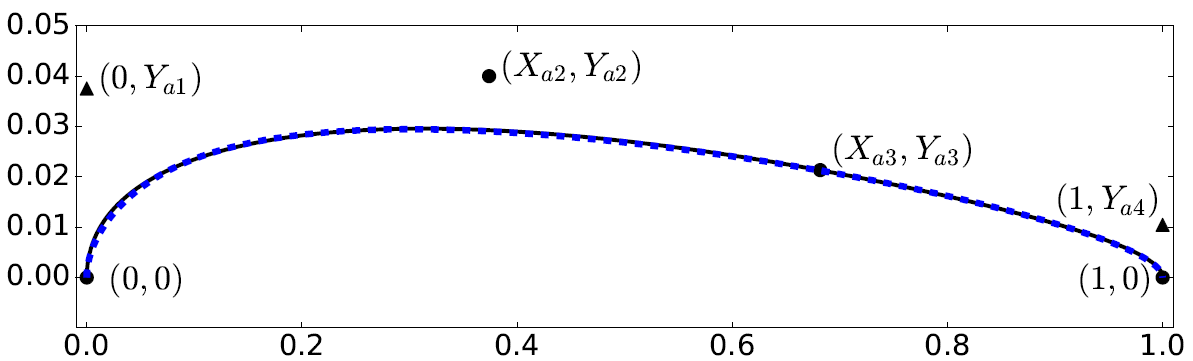 0.05
0.04
0.03
0.02
0.01
0.00
(0, Y_{a1})
(X_{a2}, Y_{a2})
(X_{a3}, Y_{a3})
(1, Y_{a4})
(0, 0)
(1, 0)
0.0 0.2 0.4 0.6 0.8 1.0